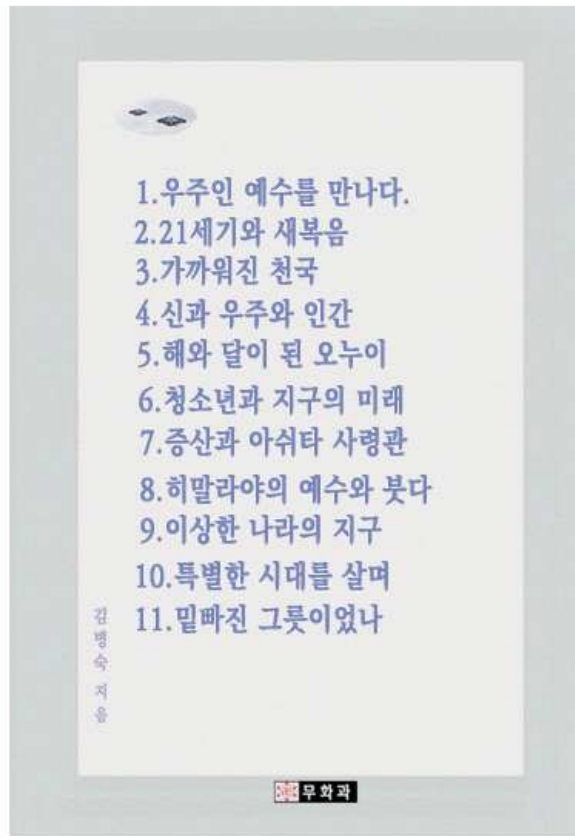 1.우주인 예수를 만나다.
2.21세기와 새복음
3.가까워진 천국
4.신과 우주와 인간
5.해와 달이 된 오누이
6.청소년과 지구의 미래
7.증산과 아쉬타 사령관
8.히말라야의 예수와 붓다
9.이상한 나라의 지구
10.특별한 시대를 살며
11.밑빠진 그릇이었나
김병숙 지음
무화과